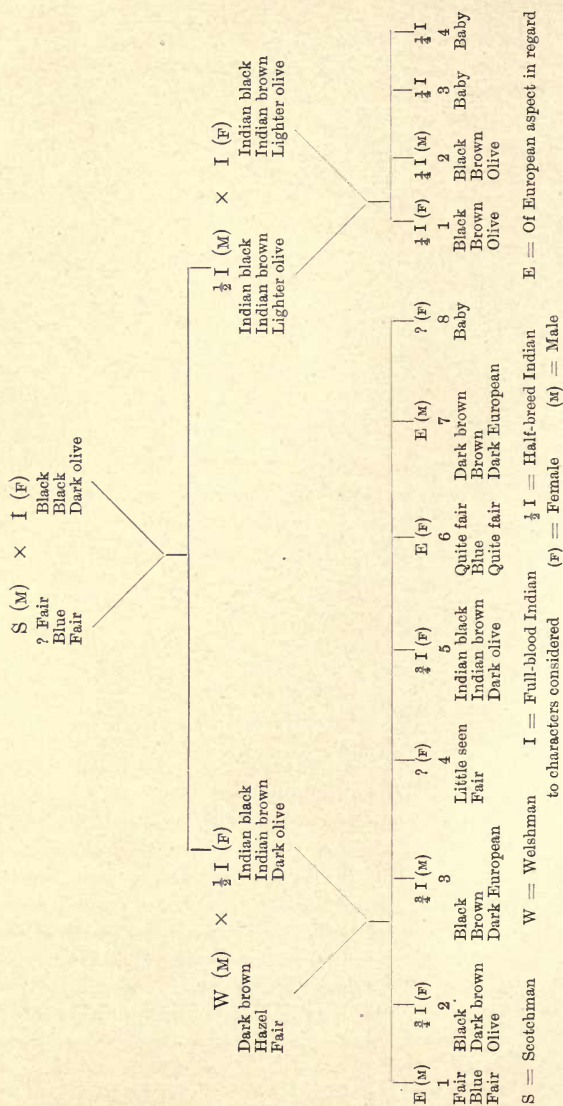 S (M) × I (F)
? Fair Black
Blue Black
Fair Dark olive
W (M) × ½ I (F)
Dark brown Indian black
Hazel Indian brown
Fair Dark olive
½ I (M) × I (F)
Indian black Indian black
Indian brown Indian brown
Lighter olive Lighter olive
E (M) ¾ I (F) ¾ I (M) ? (F) ¾ I (F) E (F) E (M) ? (F) ¼ I (F) ¼ I (M) ¼ I ¼ I
1 2 3 4 5 6 7 8 1 2 3 4
Fair Black Black Little seen Indian black Quite fair Dark brown Baby Black Black Baby Baby
Blue Dark brown Brown Fair Indian brown Blue Brown Brown Brown
Fair Olive Dark European Dark olive Quite fair Dark European Olive Olive
S = Scotchman W = Welshman I = Full-blood Indian ½ I = Half-breed Indian E = Of European aspect in regard
to characters considered (F) = Female (M) = Male